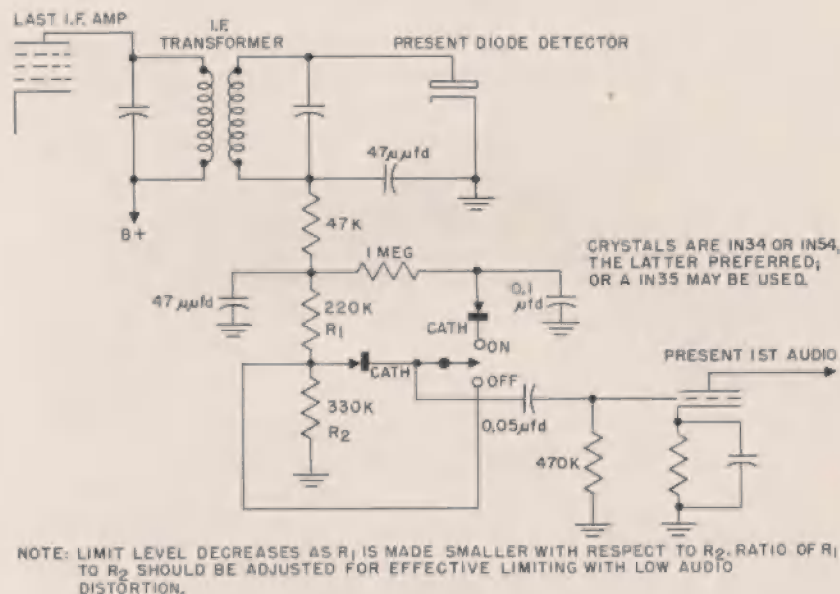 LAST I.F. AMP
I.F.
TRANSFORMER
PRESENT DIODE DETECTOR
47µµfd
B+
47K
1 MEG
CRYSTALS ARE IN34 OR IN54,
THE LATTER PREFERRED;
OR A IN35 MAY BE USED.
47µµfd
220K
R1
0.1
µfd
CATH
ON
PRESENT 1ST AUDIO
CATH
OFF
330K
R2
0.05µfd
470K
NOTE: LIMIT LEVEL DECREASES AS R1 IS MADE SMALLER WITH RESPECT TO R2. RATIO OF R1
TO R2 SHOULD BE ADJUSTED FOR EFFECTIVE LIMITING WITH LOW AUDIO
DISTORTION.